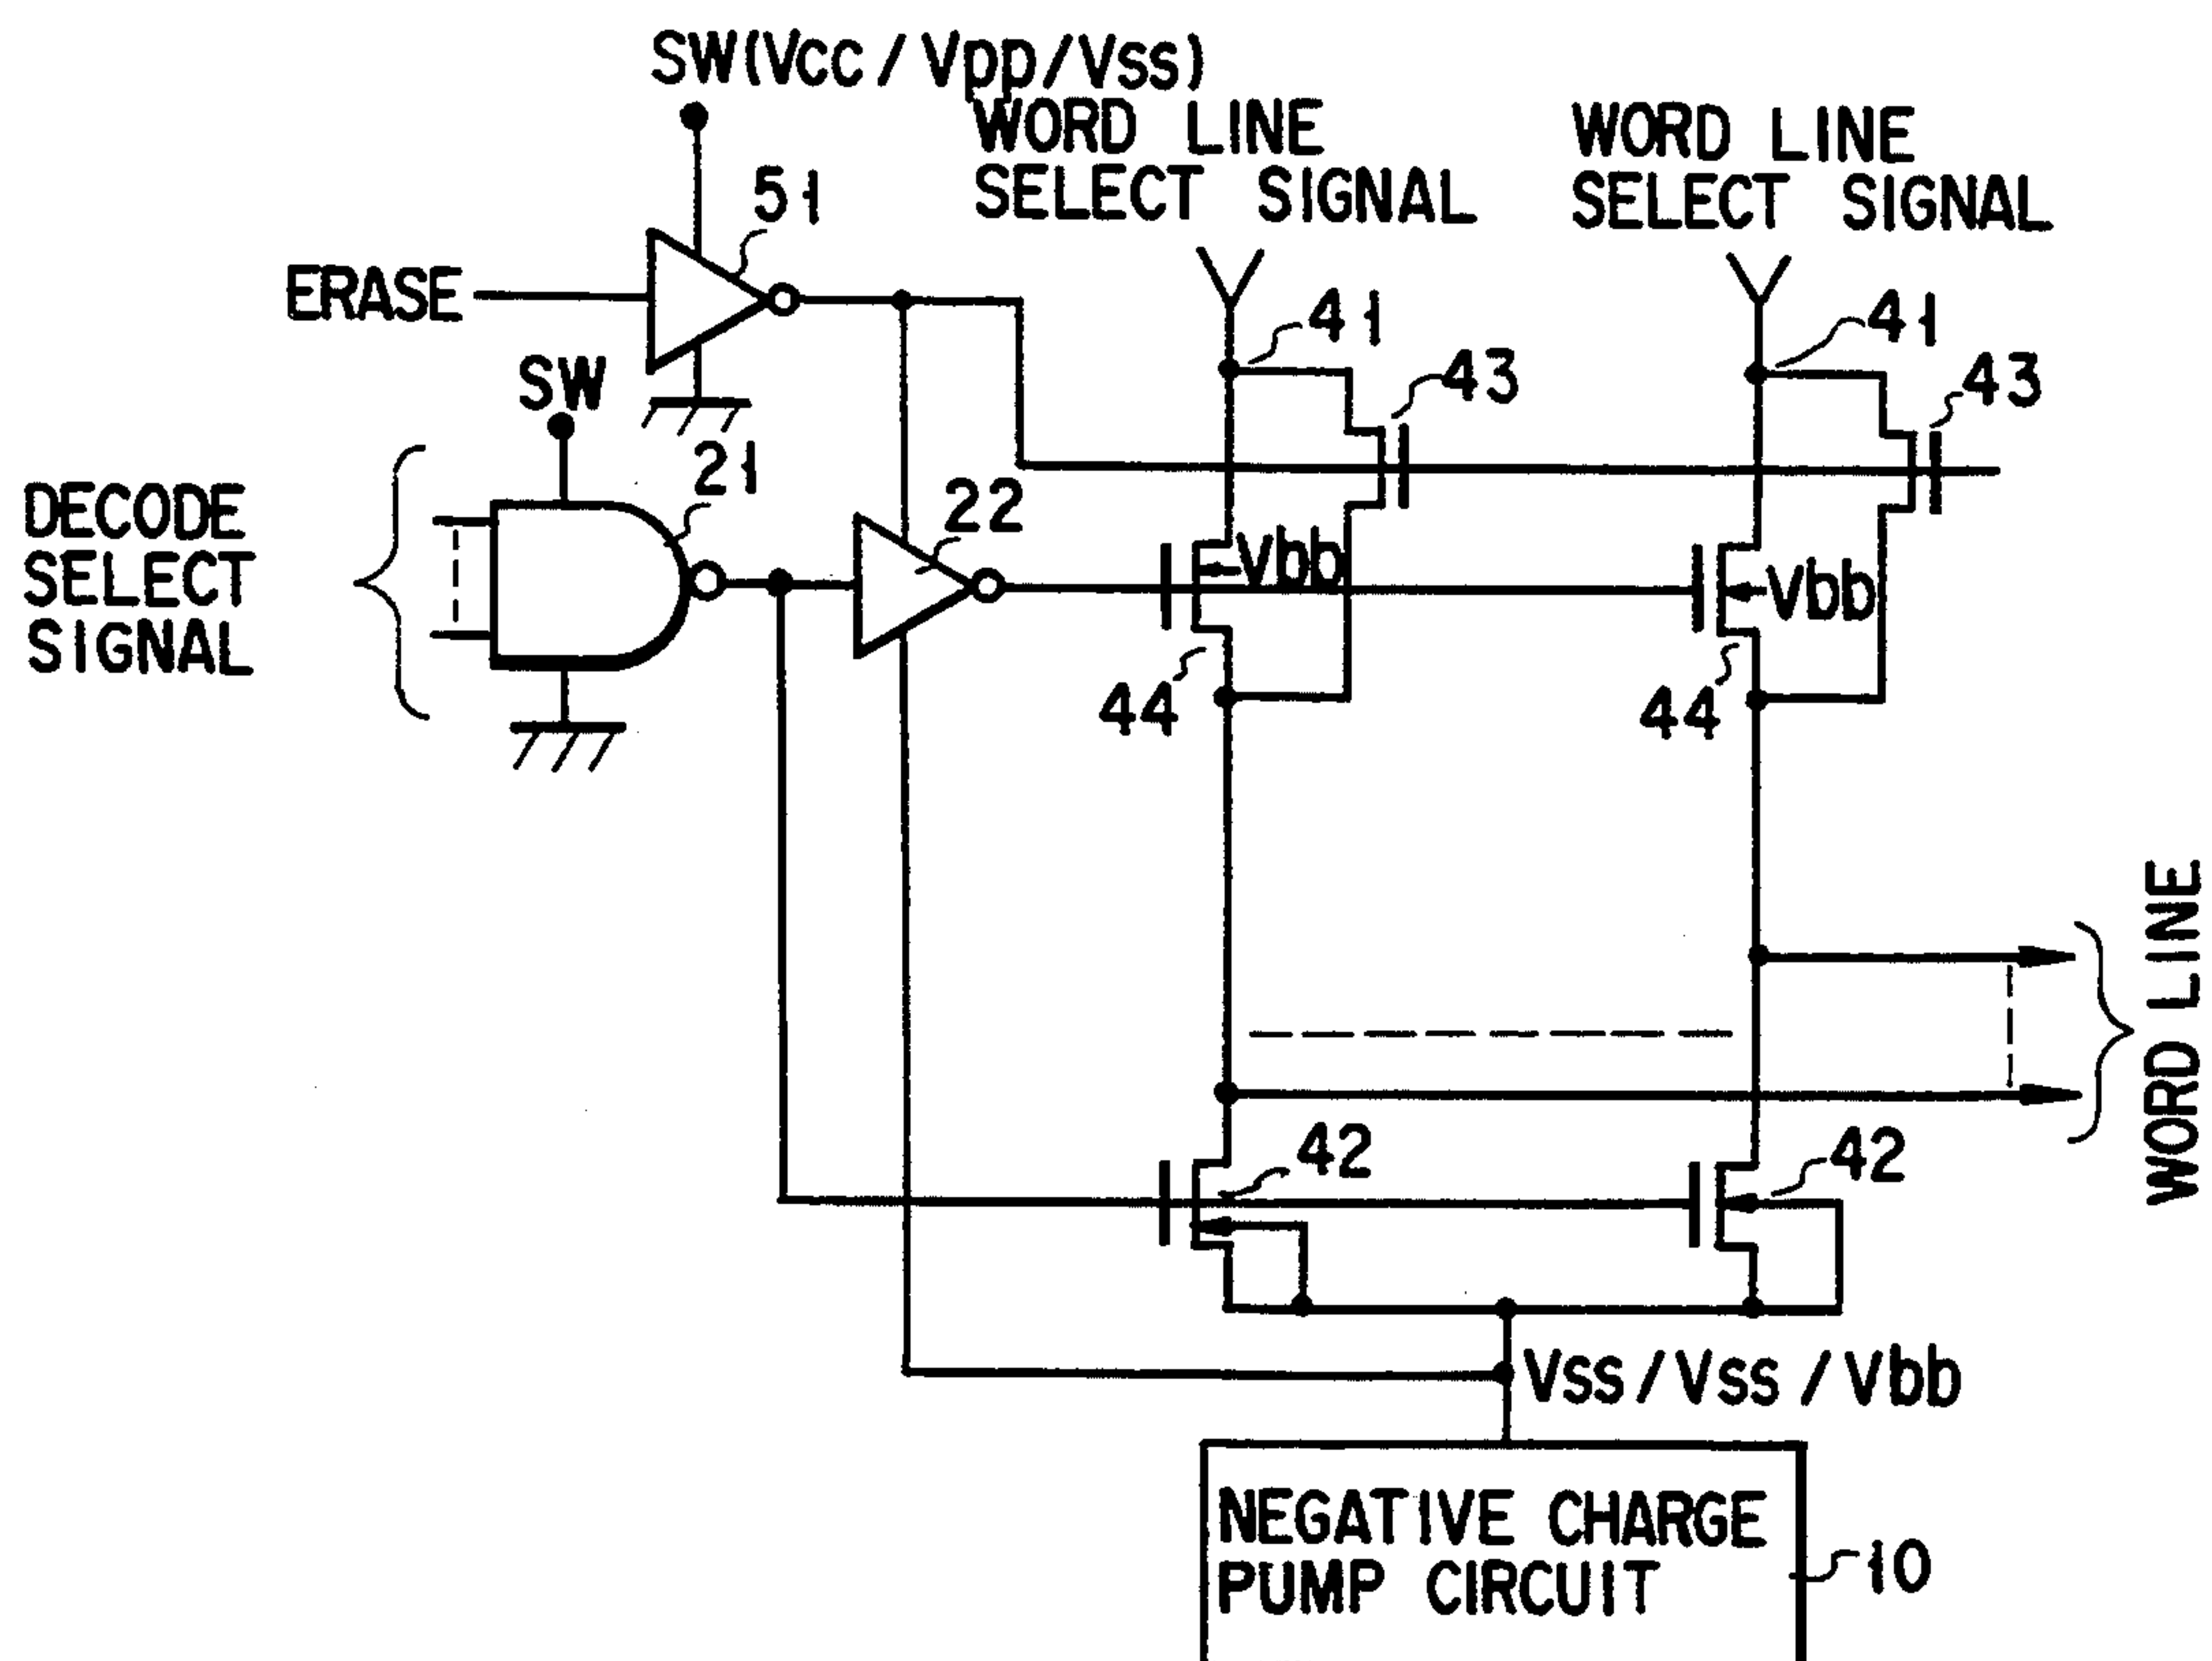 SW(VCC/Vpp/VSS)
WORD LINE
SELECT SIGNAL
WORD LINE
SELECT SIGNAL
51
ERASE
41
41
43
43
SW
21
22
DECODE
SELECT
SIGNAL
Vbb
Vbb
44
44
WORD LINE
42
42
VSS/VSS/Vbb
NEGATIVE CHARGE
PUMP CIRCUIT
10